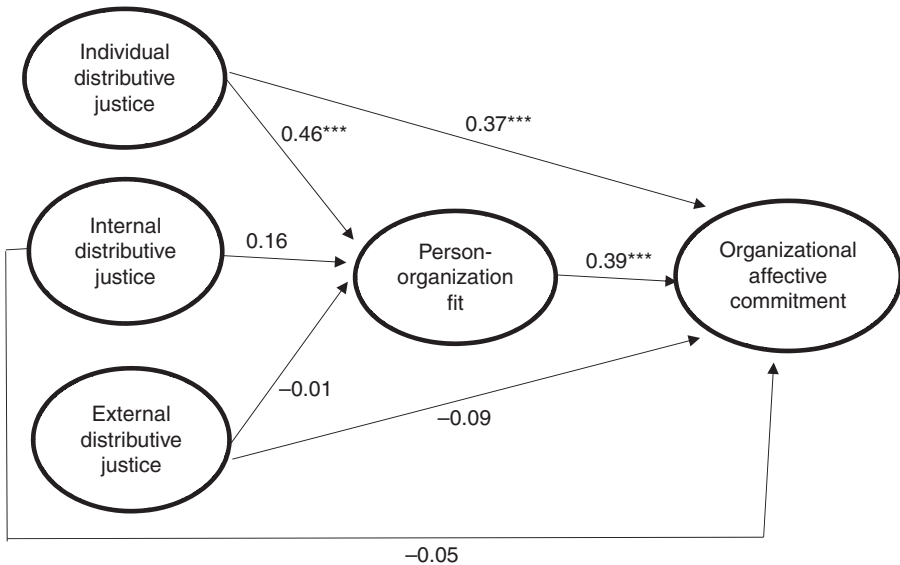 Individual
distributive
justice
0.46***
0.37***
Internal
distributive
justice
0.16
Person-
organization
fit
0.39***
Organizational
affective
commitment
External
distributive
justice
–0.01
–0.09
–0.05